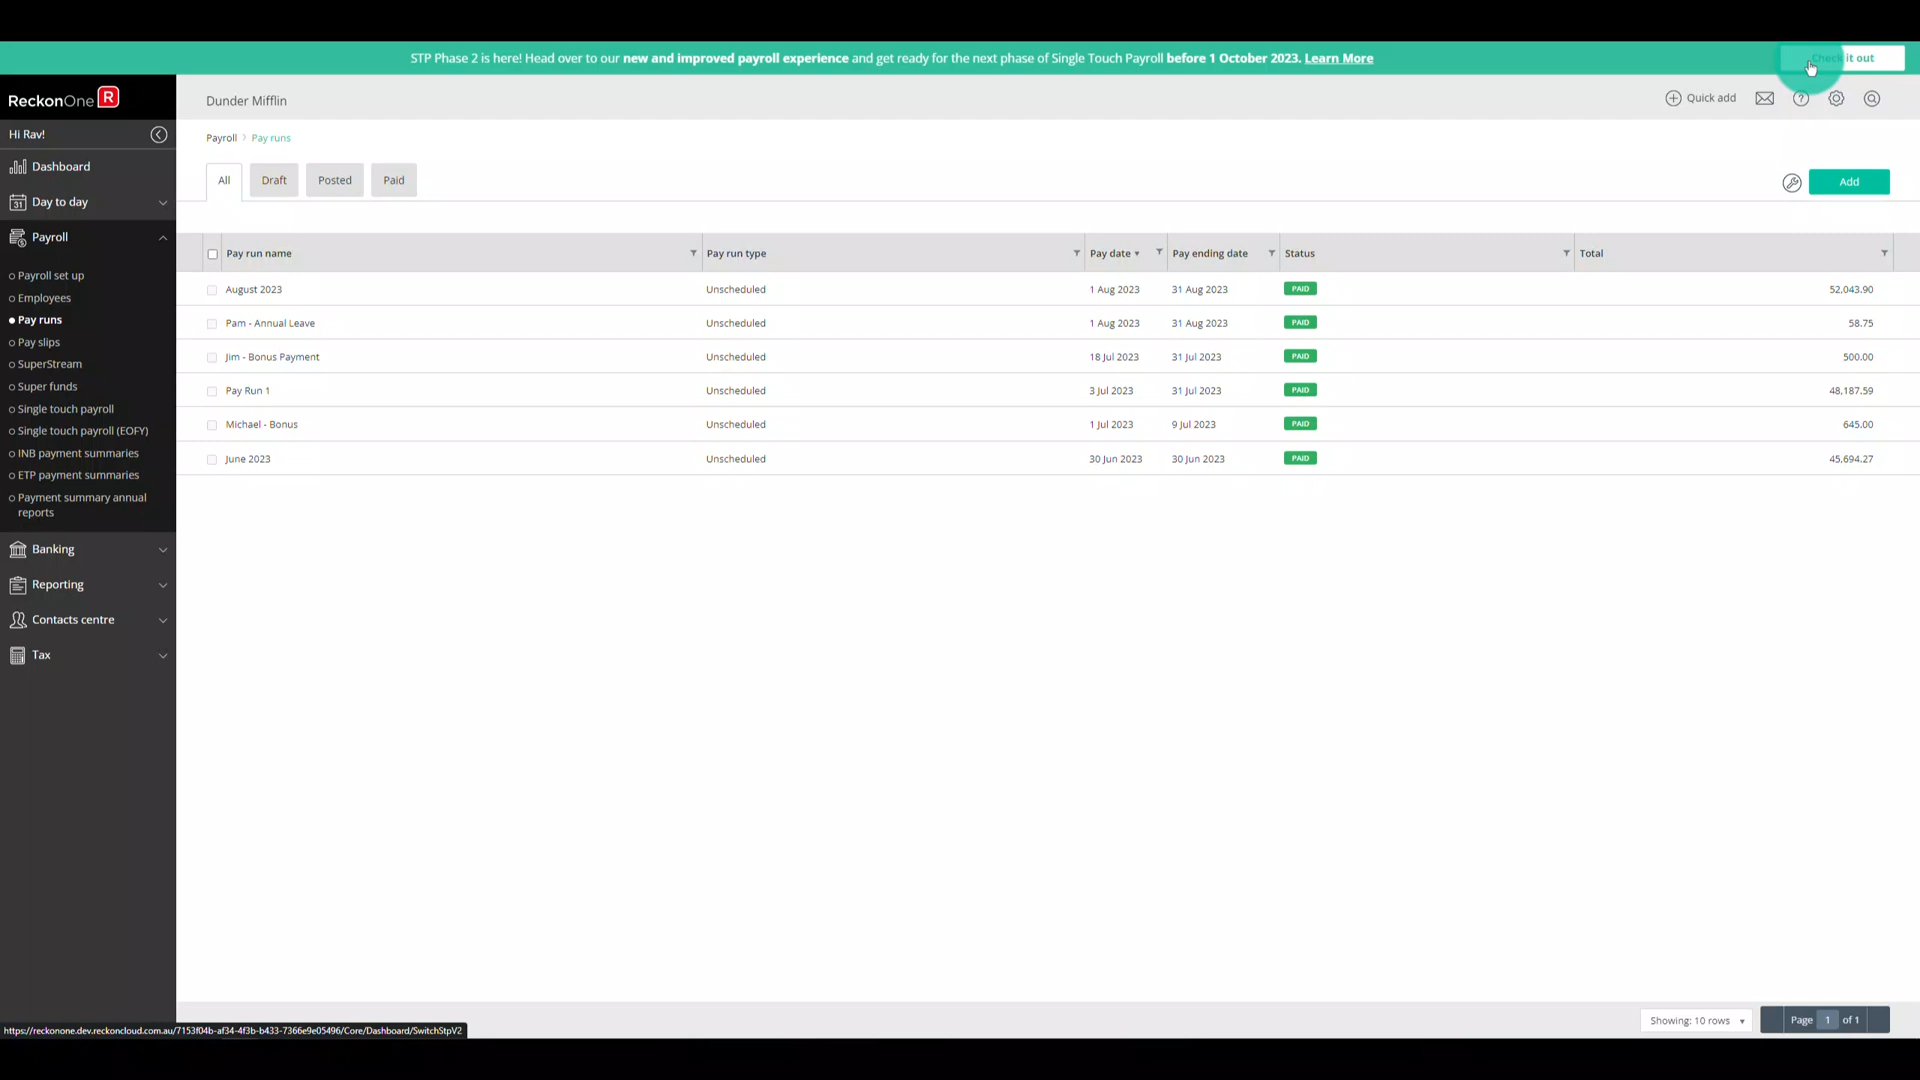 STP Phase 2 is here! Head over to our new and improved payroll experience and get ready for the next phase of Single Touch Payroll before 1 October 2023. Learn More
Check it out
ReckonOne R
Dunder Mifflin
Quick add
?
Hi Rav!
Payroll Pay runs
Dashboard
All Draft Posted Paid
Add
31 Day to day
Payroll
Payroll set up
Employees
Pay runs
Pay slips
SuperStream
Super funds
Single touch payroll
Single touch payroll (EOFY)
INB payment summaries
ETP payment summaries
Payment summary annual
reports
Banking
Reporting
Contacts centre
Tax
Pay run name Pay run type Pay date Pay ending date Status Total
August 2023 Unscheduled 1 Aug 2023 31 Aug 2023 PAID 52,043.90
Pam - Annual Leave Unscheduled 1 Aug 2023 31 Aug 2023 PAID 58.75
Jim - Bonus Payment Unscheduled 18 Jul 2023 31 Jul 2023 PAID 500.00
Pay Run 1 Unscheduled 3 Jul 2023 31 Jul 2023 PAID 48,187.59
Michael - Bonus Unscheduled 1 Jul 2023 9 Jul 2023 PAID 645.00
June 2023 Unscheduled 30 Jun 2023 30 Jun 2023 PAID 45,694.27
Showing: 10 rows
Page 1 of 1
https://reckonone.dev.reckoncloud.com.au/7153f04b-af34-4f3b-b433-7366e9e05496/Core/Dashboard/SwitchStpV2